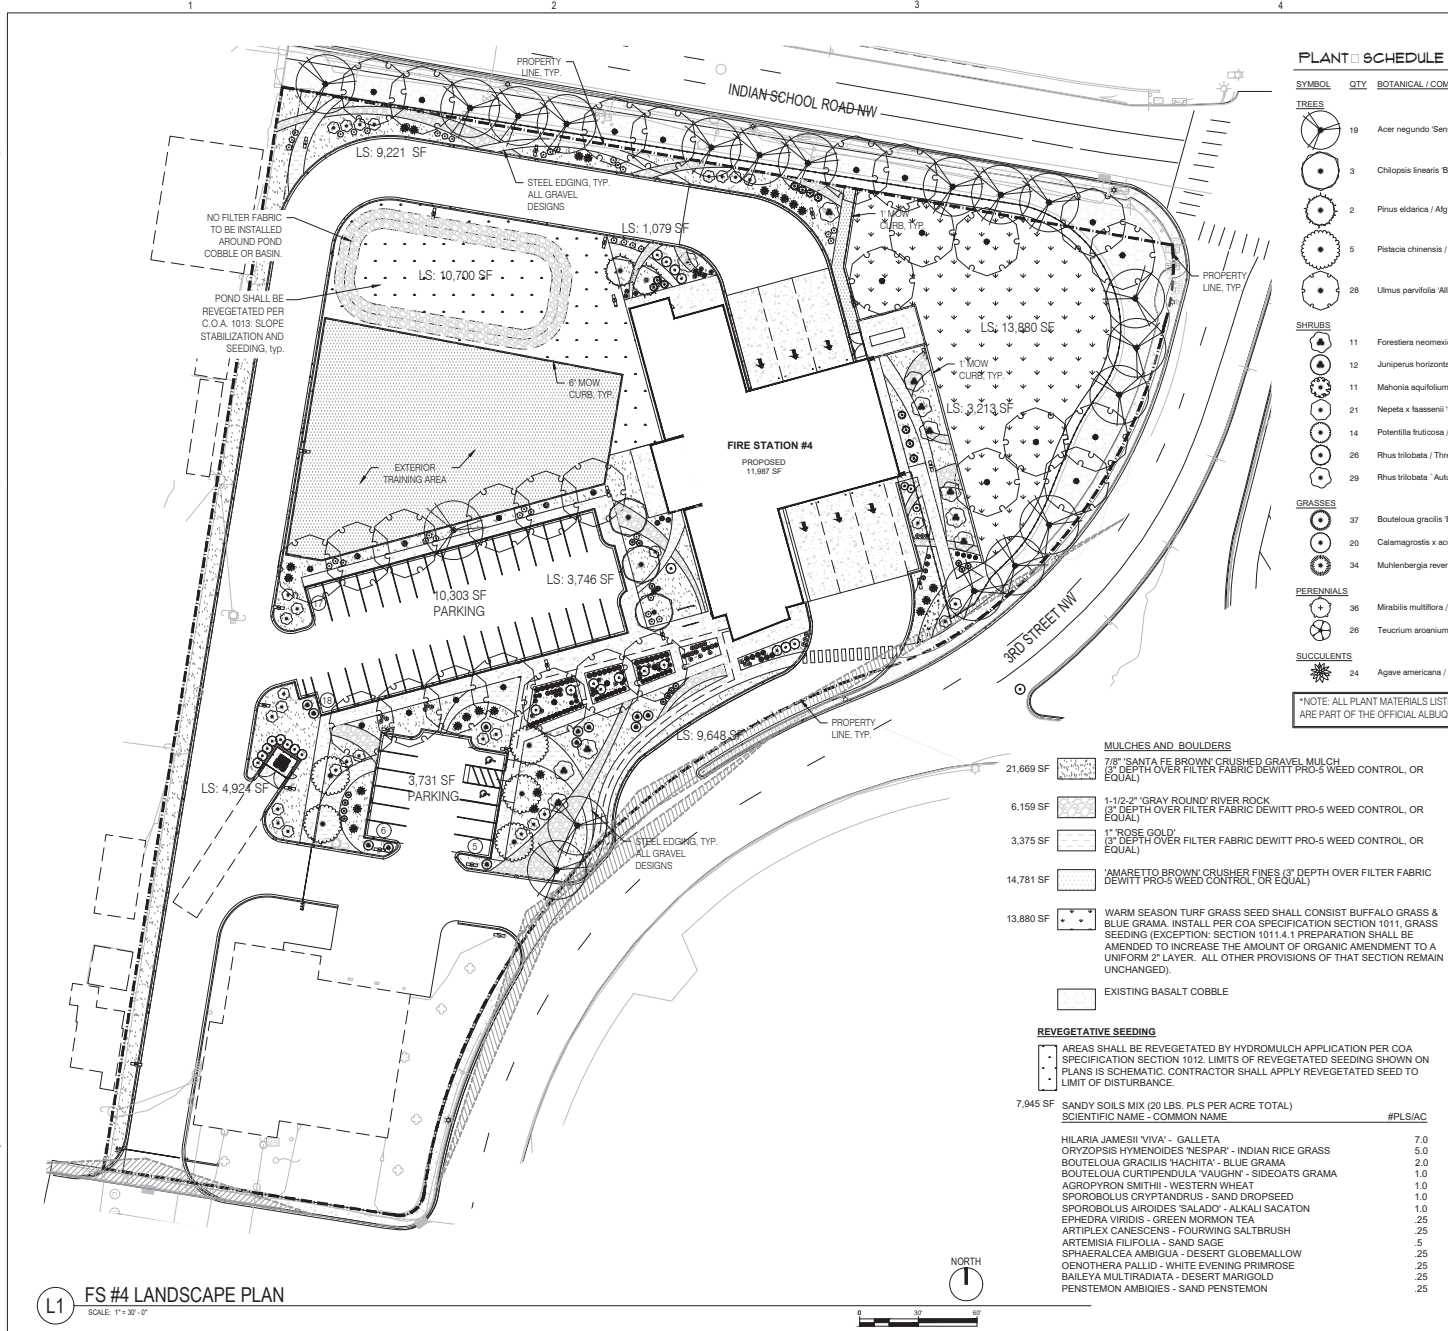 1 2 3 4
PROPERTY
LINE, TYP.
INDIAN SCHOOL ROAD NW
LS: 9,221 SF
STEEL EDGING, TYP.
ALL GRAVEL
DESIGNS
NO FILTER FABRIC
TO BE INSTALLED
AROUND POND
COBBLE OR BASIN.
LS: 1,079 SF
1' MOW
CURB, TYP.
LS: 10,700 SF
PROPERTY
LINE, TYP.
POND SHALL BE
REVEGETATED PER
C.O.A. 1013: SLOPE
STABILIZATION AND
SEEDING, typ.
LS: 13,880 SF
6' MOW
CURB, TYP.
1' MOW
CURB, TYP.
LS: 3,213 SF
FIRE STATION #4
PROPOSED
11,987 SF
EXTERIOR
TRAINING AREA
LS: 3,746 SF
10,303 SF
PARKING
17
3RD STREET NW
18
PROPERTY
LINE, TYP.
LS: 9,648 SF
3,731 SF
PARKING
LS: 4,924 SF
6
5
STEEL EDGING, TYP.
ALL GRAVEL
DESIGNS
PLANT SCHEDULE
SYMBOL QTY BOTANICAL / COM
TREES
19 Acer negundo 'Sen
3 Chilopsis linearis 'B
2 Pinus eldarica / Afg
5 Pistacia chinensis /
28 Ulmus parvifolia 'All
SHRUBS
11 Forestiera neomexic
12 Juniperus horizonta
11 Mahonia aquifolium
21 Nepeta x faassenii '
14 Potentilla fruticosa /
26 Rhus trilobata / Thre
29 Rhus trilobata `Autu
GRASSES
37 Bouteloua gracilis 'B
20 Calamagrostis x acu
34 Muhlenbergia rever
PERENNIALS
36 Mirabilis multiflora /
26 Teucrium aroanium
SUCCULENTS
24 Agave americana /
*NOTE: ALL PLANT MATERIALS LIST
ARE PART OF THE OFFICIAL ALBUQ
MULCHES AND BOULDERS
21,669 SF 7/8" 'SANTA FE BROWN' CRUSHED GRAVEL MULCH
(3" DEPTH OVER FILTER FABRIC DEWITT PRO-5 WEED CONTROL, OR
EQUAL)
6,159 SF 1-1/2-2" 'GRAY ROUND' RIVER ROCK
(3" DEPTH OVER FILTER FABRIC DEWITT PRO-5 WEED CONTROL, OR
EQUAL)
3,375 SF 1" 'ROSE GOLD'
(3" DEPTH OVER FILTER FABRIC DEWITT PRO-5 WEED CONTROL, OR
EQUAL)
14,781 SF 'AMARETTO BROWN' CRUSHER FINES (3" DEPTH OVER FILTER FABRIC
DEWITT PRO-5 WEED CONTROL, OR EQUAL)
13,880 SF WARM SEASON TURF GRASS SEED SHALL CONSIST BUFFALO GRASS &
BLUE GRAMA. INSTALL PER COA SPECIFICATION SECTION 1011, GRASS
SEEDING (EXCEPTION: SECTION 1011.4.1 PREPARATION SHALL BE
AMENDED TO INCREASE THE AMOUNT OF ORGANIC AMENDMENT TO A
UNIFORM 2" LAYER. ALL OTHER PROVISIONS OF THAT SECTION REMAIN
UNCHANGED).
EXISTING BASALT COBBLE
REVEGETATIVE SEEDING
AREAS SHALL BE REVEGETATED BY HYDROMULCH APPLICATION PER COA
SPECIFICATION SECTION 1012. LIMITS OF REVEGETATED SEEDING SHOWN ON
PLANS IS SCHEMATIC. CONTRACTOR SHALL APPLY REVEGETATED SEED TO
LIMIT OF DISTURBANCE.
7,945 SF SANDY SOILS MIX (20 LBS. PLS PER ACRE TOTAL)
SCIENTIFIC NAME - COMMON NAME #PLS/AC
HILARIA JAMESII 'VIVA' - GALLETA 7.0
ORYZOPSIS HYMENOIDES 'NESPAR' - INDIAN RICE GRASS 5.0
BOUTELOUA GRACILIS 'HACHITA' - BLUE GRAMA 2.0
BOUTELOUA CURTIPENDULA 'VAUGHN' - SIDEOATS GRAMA 1.0
AGROPYRON SMITHII - WESTERN WHEAT 1.0
SPOROBOLUS CRYPTANDRUS - SAND DROPSEED 1.0
SPOROBOLUS AIROIDES 'SALADO' - ALKALI SACATON 1.0
EPHEDRA VIRIDIS - GREEN MORMON TEA .25
ARTIPLEX CANESCENS - FOURWING SALTBRUSH .25
ARTEMISIA FILIFOLIA - SAND SAGE .5
SPHAERALCEA AMBIGUA - DESERT GLOBEMALLOW .25
OENOTHERA PALLID - WHITE EVENING PRIMROSE .25
BAILEYA MULTIRADIATA - DESERT MARIGOLD .25
PENSTEMON AMBIQIES - SAND PENSTEMON .25
NORTH
L1 FS #4 LANDSCAPE PLAN
SCALE: 1" = 30' - 0"
0 30' 60'